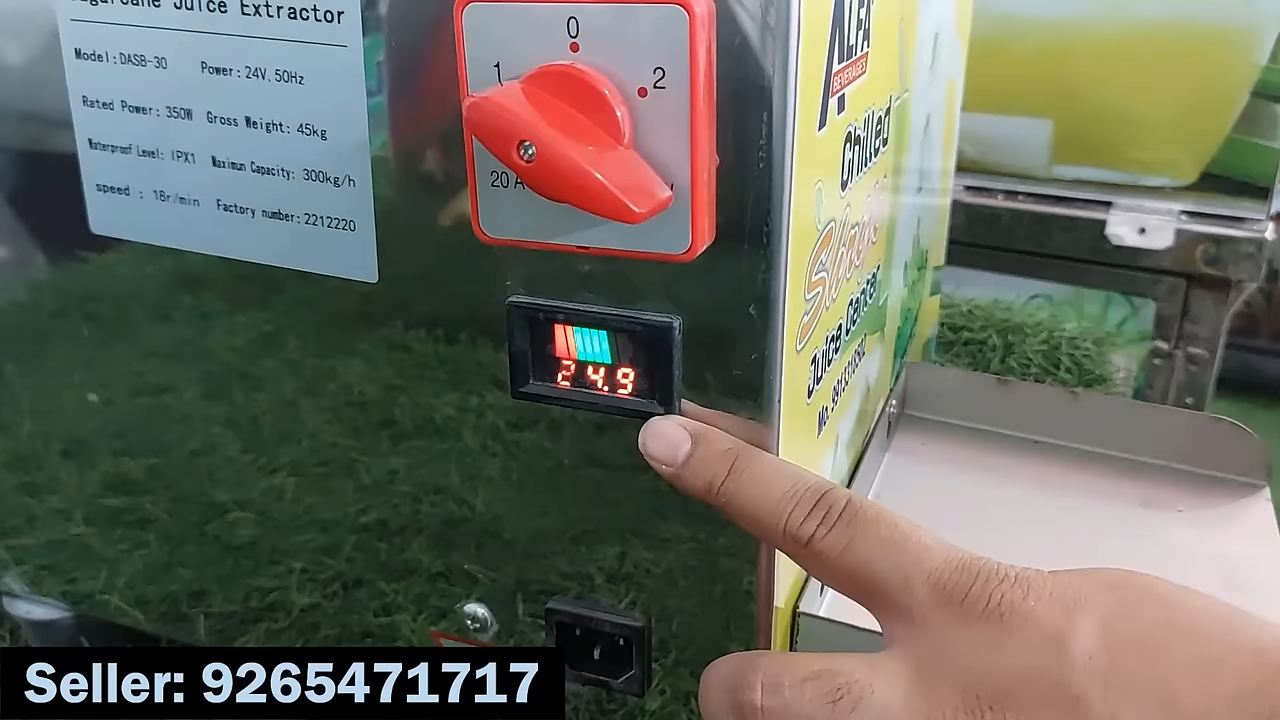 Juice Extractor
Model:DASB-30 Power:24V,50Hz
Rated Power: 350W Gross Weight: 45kg
Waterproof Level: IPX1 Maximun Capacity: 300kg/h
speed : 18r/min Factory number:2212220
0
1
2
20 A
24.9
ALFA
BEVERAGES
Chilled
Juice Center
Seller: 9265471717